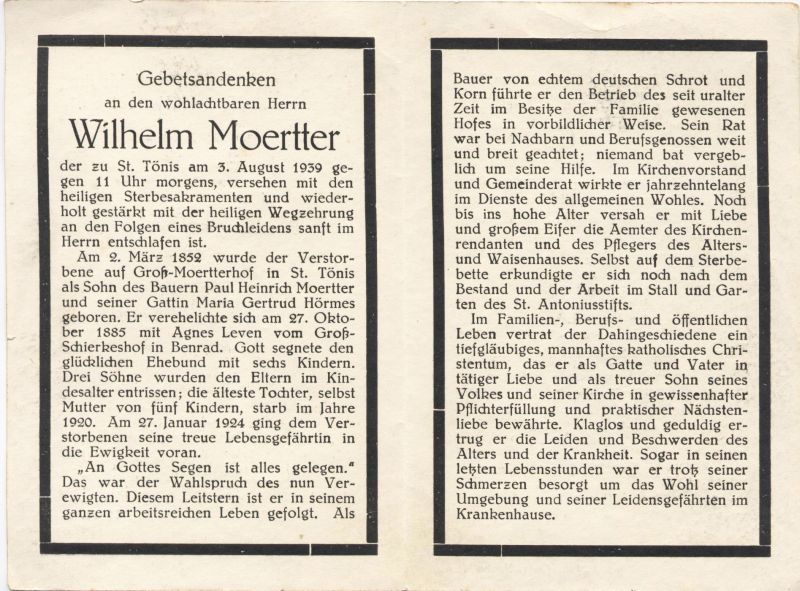 Gebetsandenken
an den wohlachtbaren Herrn
Wilhelm Moertter
der zu St. Tönis am 3. August 1939 ge-
gen 11 Uhr morgens, versehen mit den
heiligen Sterbesakramenten und wieder-
holt gestärkt mit der heiligen Wegzehrung
an den Folgen eines Bruchleidens sanft im
Herrn entschlafen ist.
Am 2. März 1852 wurde der Verstor-
bene auf Groß-Moertterhof in St. Tönis
als Sohn des Bauern Paul Heinrich Moertter
und seiner Gattin Maria Gertrud Hörmes
geboren. Er verehelichte sich am 27. Okto-
ber 1885 mit Agnes Leven vom Groß-
Schierkeshof in Benrad. Gott segnete den
glücklichen Ehebund mit sechs Kindern.
Drei Söhne wurden den Eltern im Kin-
desalter entrissen; die älteste Tochter, selbst
Mutter von fünf Kindern, starb im Jahre
1920. Am 27. Januar 1924 ging dem Ver-
storbenen seine treue Lebensgefährtin in
die Ewigkeit voran.
„An Gottes Segen ist alles gelegen."
Das war der Wahlspruch des nun Ver-
ewigten. Diesem Leitstern ist er in seinem
ganzen arbeitsreichen Leben gefolgt. Als
Bauer von echtem deutschen Schrot und
Korn führte er den Betrieb des seit uralter
Zeit im Besitze der Familie gewesenen
Hofes in vorbildlicher Weise. Sein Rat
war bei Nachbarn und Berufsgenossen weit
und breit geachtet; niemand bat vergeb-
lich um seine Hilfe. Im Kirchenvorstand
und Gemeinderat wirkte er jahrzehntelang
im Dienste des allgemeinen Wohles. Noch
bis ins hohe Alter versah er mit Liebe
und großem Eifer die Aemter des Kirchen-
rendanten und des Pflegers des Alters-
und Waisenhauses. Selbst auf dem Sterbe-
bette erkundigte er sich noch nach dem
Bestand und der Arbeit im Stall und Gar-
ten des St. Antoniusstifts.
Im Familien-, Berufs- und öffentlichen
Leben vertrat der Dahingeschiedene ein
tiefgläubiges, mannhaftes katholisches Chri-
stentum, das er als Gatte und Vater in
tätiger Liebe und als treuer Sohn seines
Volkes und seiner Kirche in gewissenhafter
Pflichterfüllung und praktischer Nächsten-
liebe bewährte. Klaglos und geduldig er-
trug er die Leiden und Beschwerden des
Alters und der Krankheit. Sogar in seinen
letzten Lebensstunden war er trotz seiner
Schmerzen besorgt um das Wohl seiner
Umgebung und seiner Leidensgefährten im
Krankenhause.